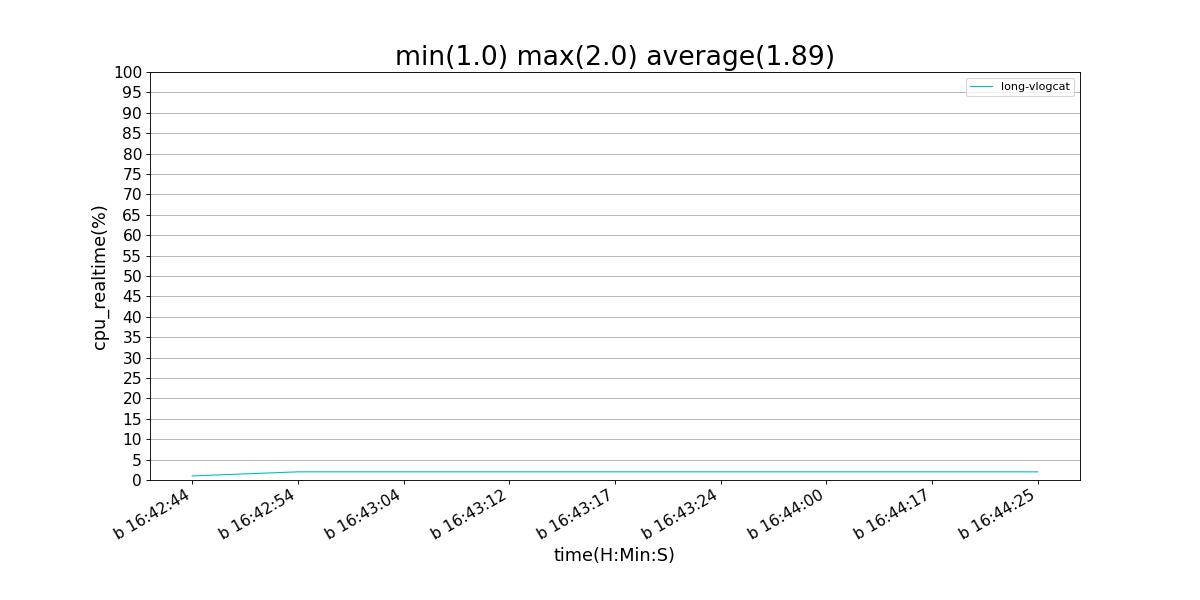 min(1.0) max(2.0) average(1.89)
long-vlogcat
100
95
90
85
80
75
70
65
60
55
50
45
40
35
30
25
20
15
10
5
0
cpu_realtime(%)
b 16:42:44
b 16:42:54
b 16:43:04
b 16:43:12
b 16:43:17
b 16:43:24
b 16:44:00
b 16:44:17
b 16:44:25
time(H:Min:S)